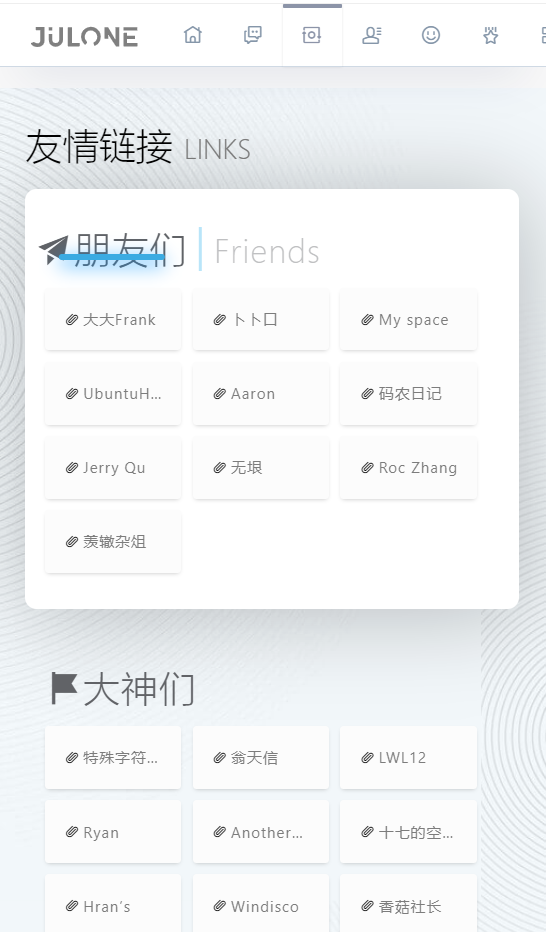 JULONE
友情链接 LINKS
朋友们 Friends
大大Frank 卜卜口 My space
UbuntuH... Aaron 码农日记
Jerry Qu 无垠 Roc Zhang
羡辙杂俎
大神们
特殊字符... 翁天信 LWL12
Ryan Another... 十七的空...
Hran's Windisco 香菇社长